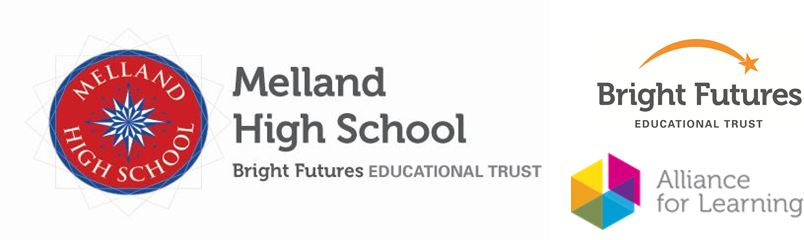 MELLAND
HIGH SCHOOL
Melland
High School
Bright Futures EDUCATIONAL TRUST
Bright Futures
EDUCATIONAL TRUST
Alliance
for Learning